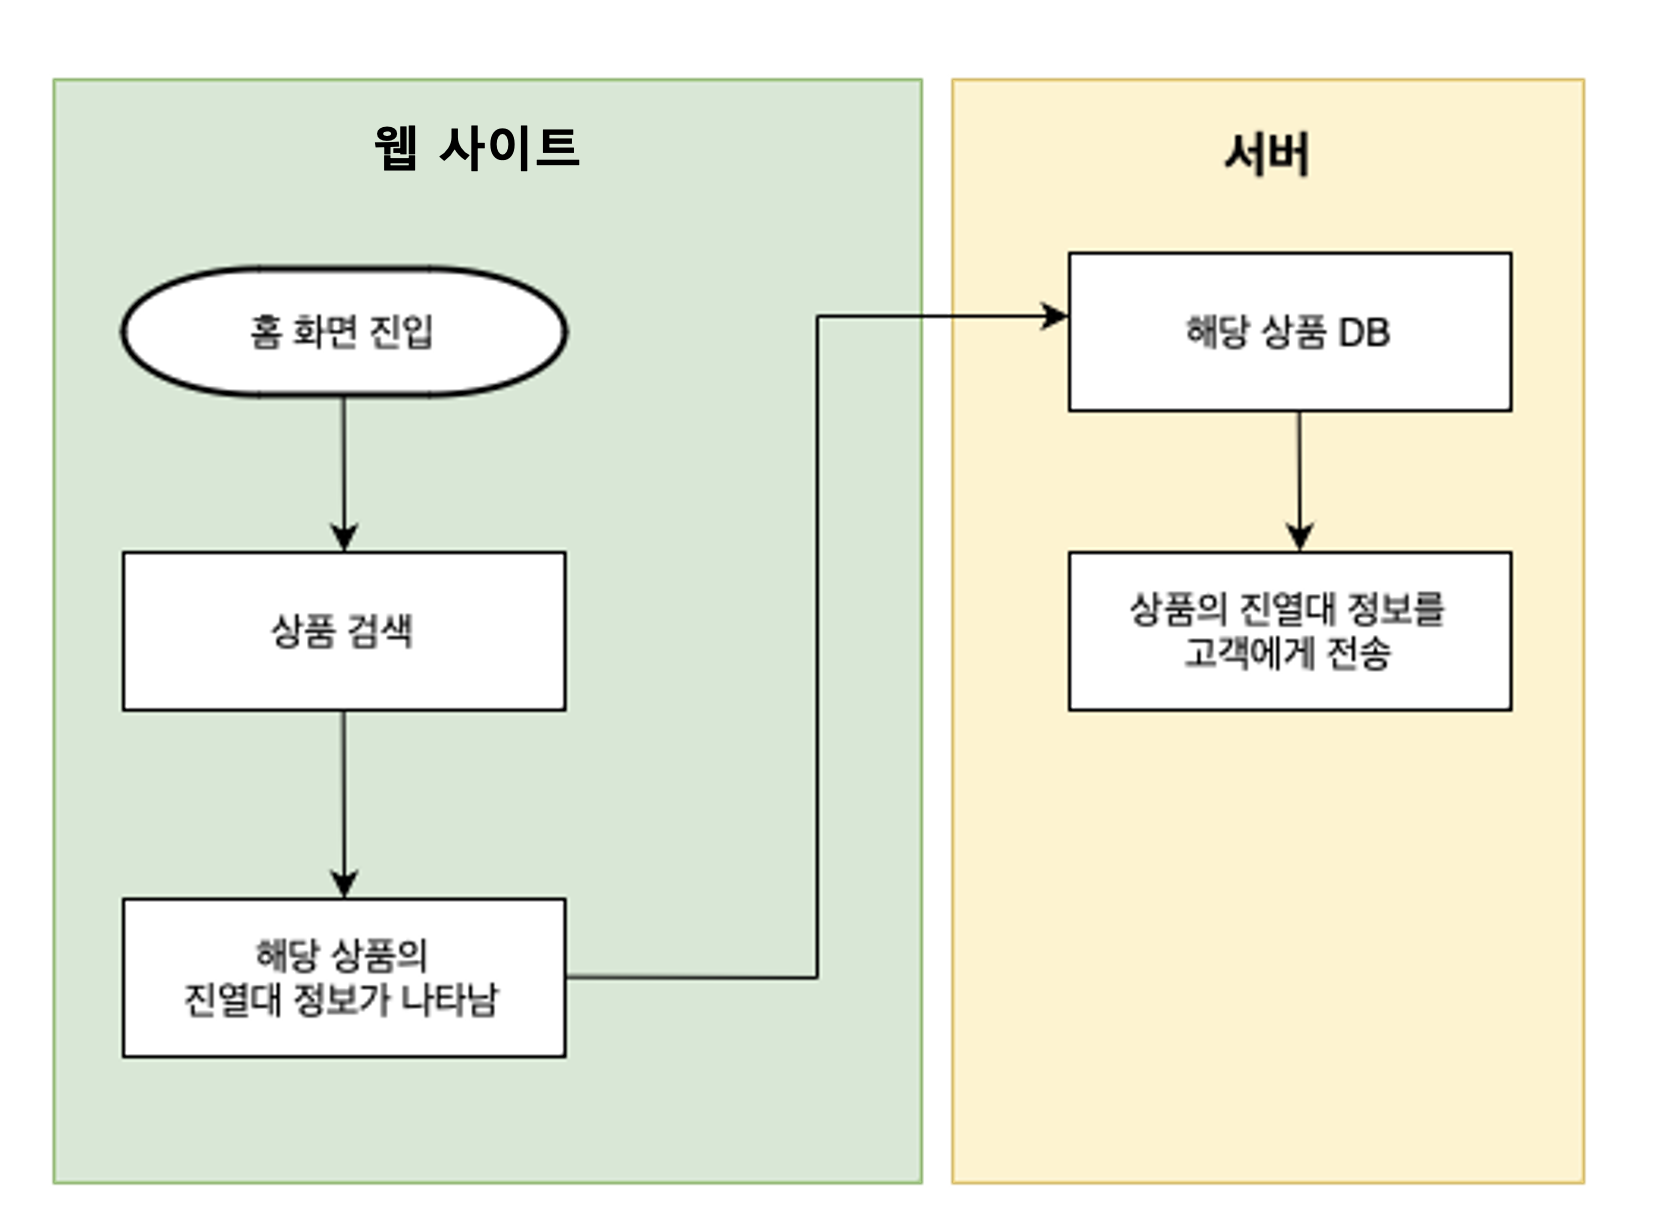 웹 사이트
홈 화면 진입
상품 검색
해당 상품의
진열대 정보가 나타남
서버
해당 상품 DB
상품의 진열대 정보를
고객에게 전송